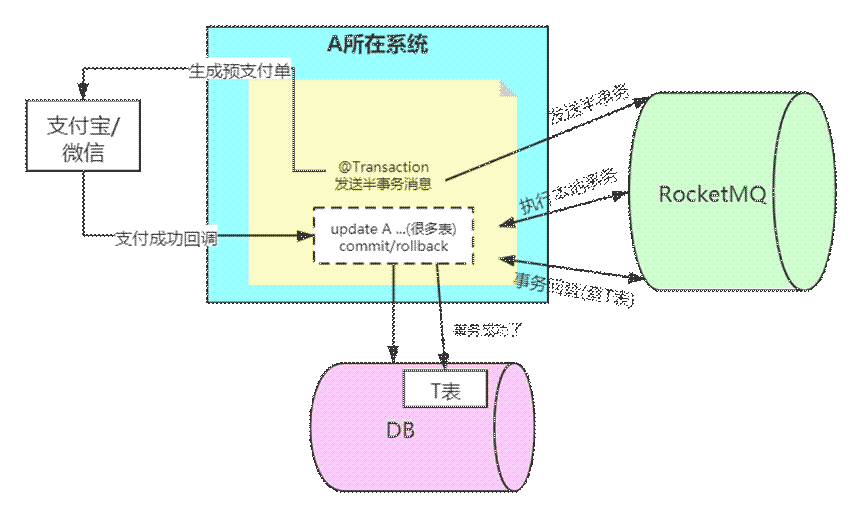 A所在系统
生成预支付单
支付宝/
微信
@Transaction
发送半事务消息
发送半事务
RocketMQ
执行本地事务
update A ...(很多表)
commit/rollback
支付成功回调
事务回查(查T表)
事务成功了
T表
DB